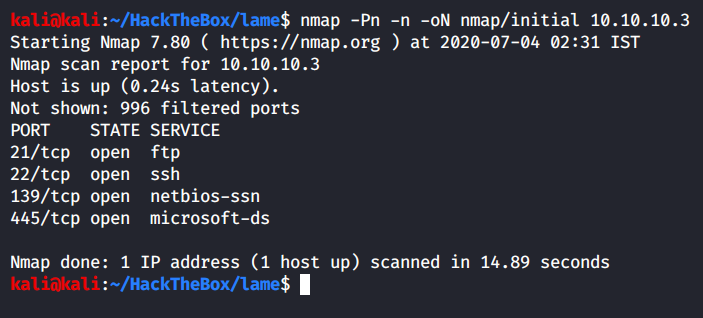 kali@kali:~/HackTheBox/lame$ nmap -Pn -n -oN nmap/initial 10.10.10.3
Starting Nmap 7.80 ( https://nmap.org ) at 2020-07-04 02:31 IST
Nmap scan report for 10.10.10.3
Host is up (0.24s latency).
Not shown: 996 filtered ports
PORT    STATE SERVICE
21/tcp  open  ftp
22/tcp  open  ssh
139/tcp open  netbios-ssn
445/tcp open  microsoft-ds

Nmap done: 1 IP address (1 host up) scanned in 14.89 seconds
kali@kali:~/HackTheBox/lame$